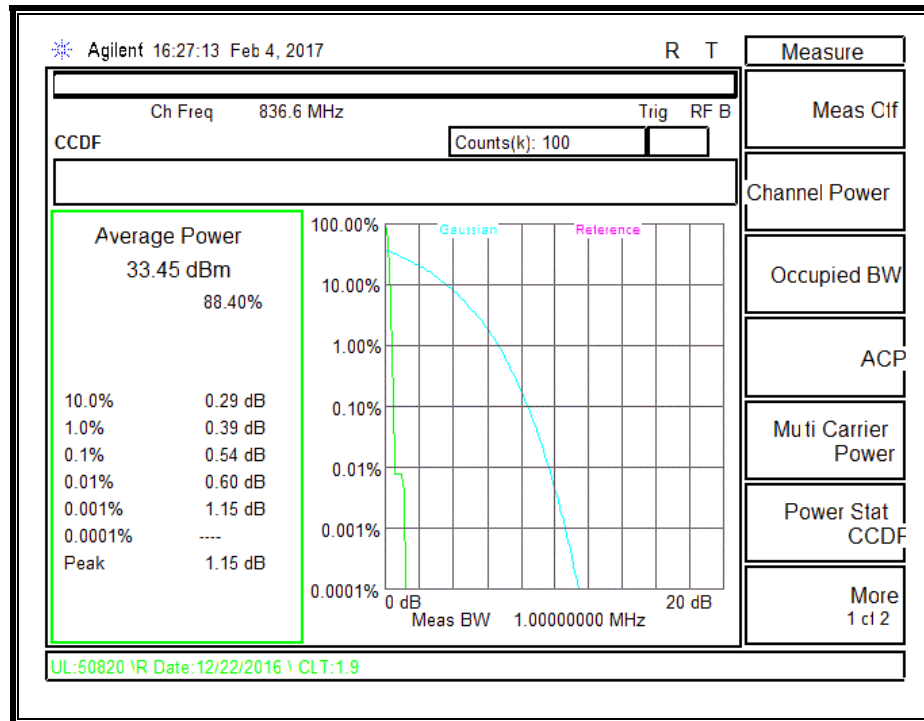 Agilent 16:27:13 Feb 4, 2017 R T
Ch Freq 836.6 MHz Trig RF B
CCDF Counts(k): 100
Average Power
33.45 dBm
88.40%
10.0% 0.29 dB
1.0% 0.39 dB
0.1% 0.54 dB
0.01% 0.60 dB
0.001% 1.15 dB
0.0001% ----
Peak 1.15 dB
Gaussian Reference
100.00%
10.00%
1.00%
0.10%
0.01%
0.001%
0.0001%
0 dB 20 dB
Meas BW 1.00000000 MHz
UL:50820 \R Date:12/22/2016 \ CLT:1.9
Measure
Meas Off
Channel Power
Occupied BW
ACP
Multi Carrier
Power
Power Stat
CCDF
More
1 of 2